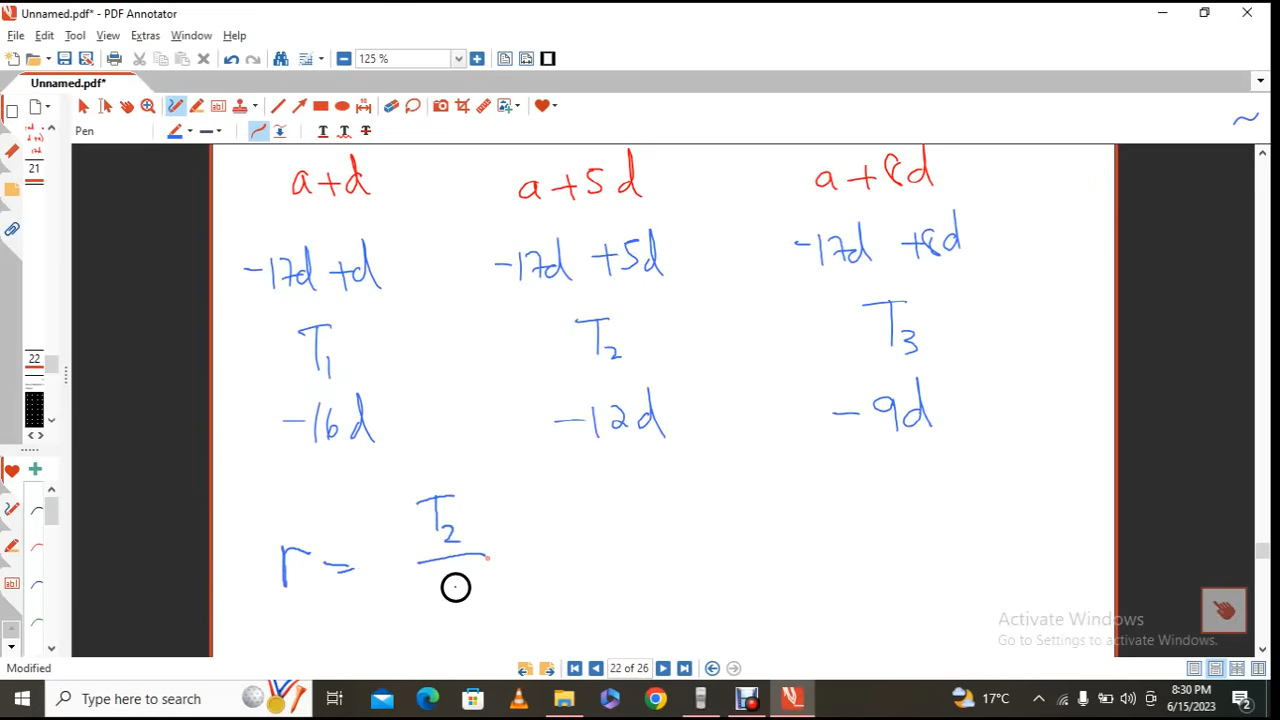 Unnamed.pdf* - PDF Annotator
File Edit Tool View Extras Window Help
125 %
Unnamed.pdf*
Pen
21
22
a+d a+5d a+8d
-17d +d -17d +5d -17d +8d
T1 T2 T3
-16d -12d -9d
r = T2
Activate Windows
Go to Settings to activate Windows.
Modified
22 of 26
Type here to search
17°C
8:30 PM
6/15/2023
2